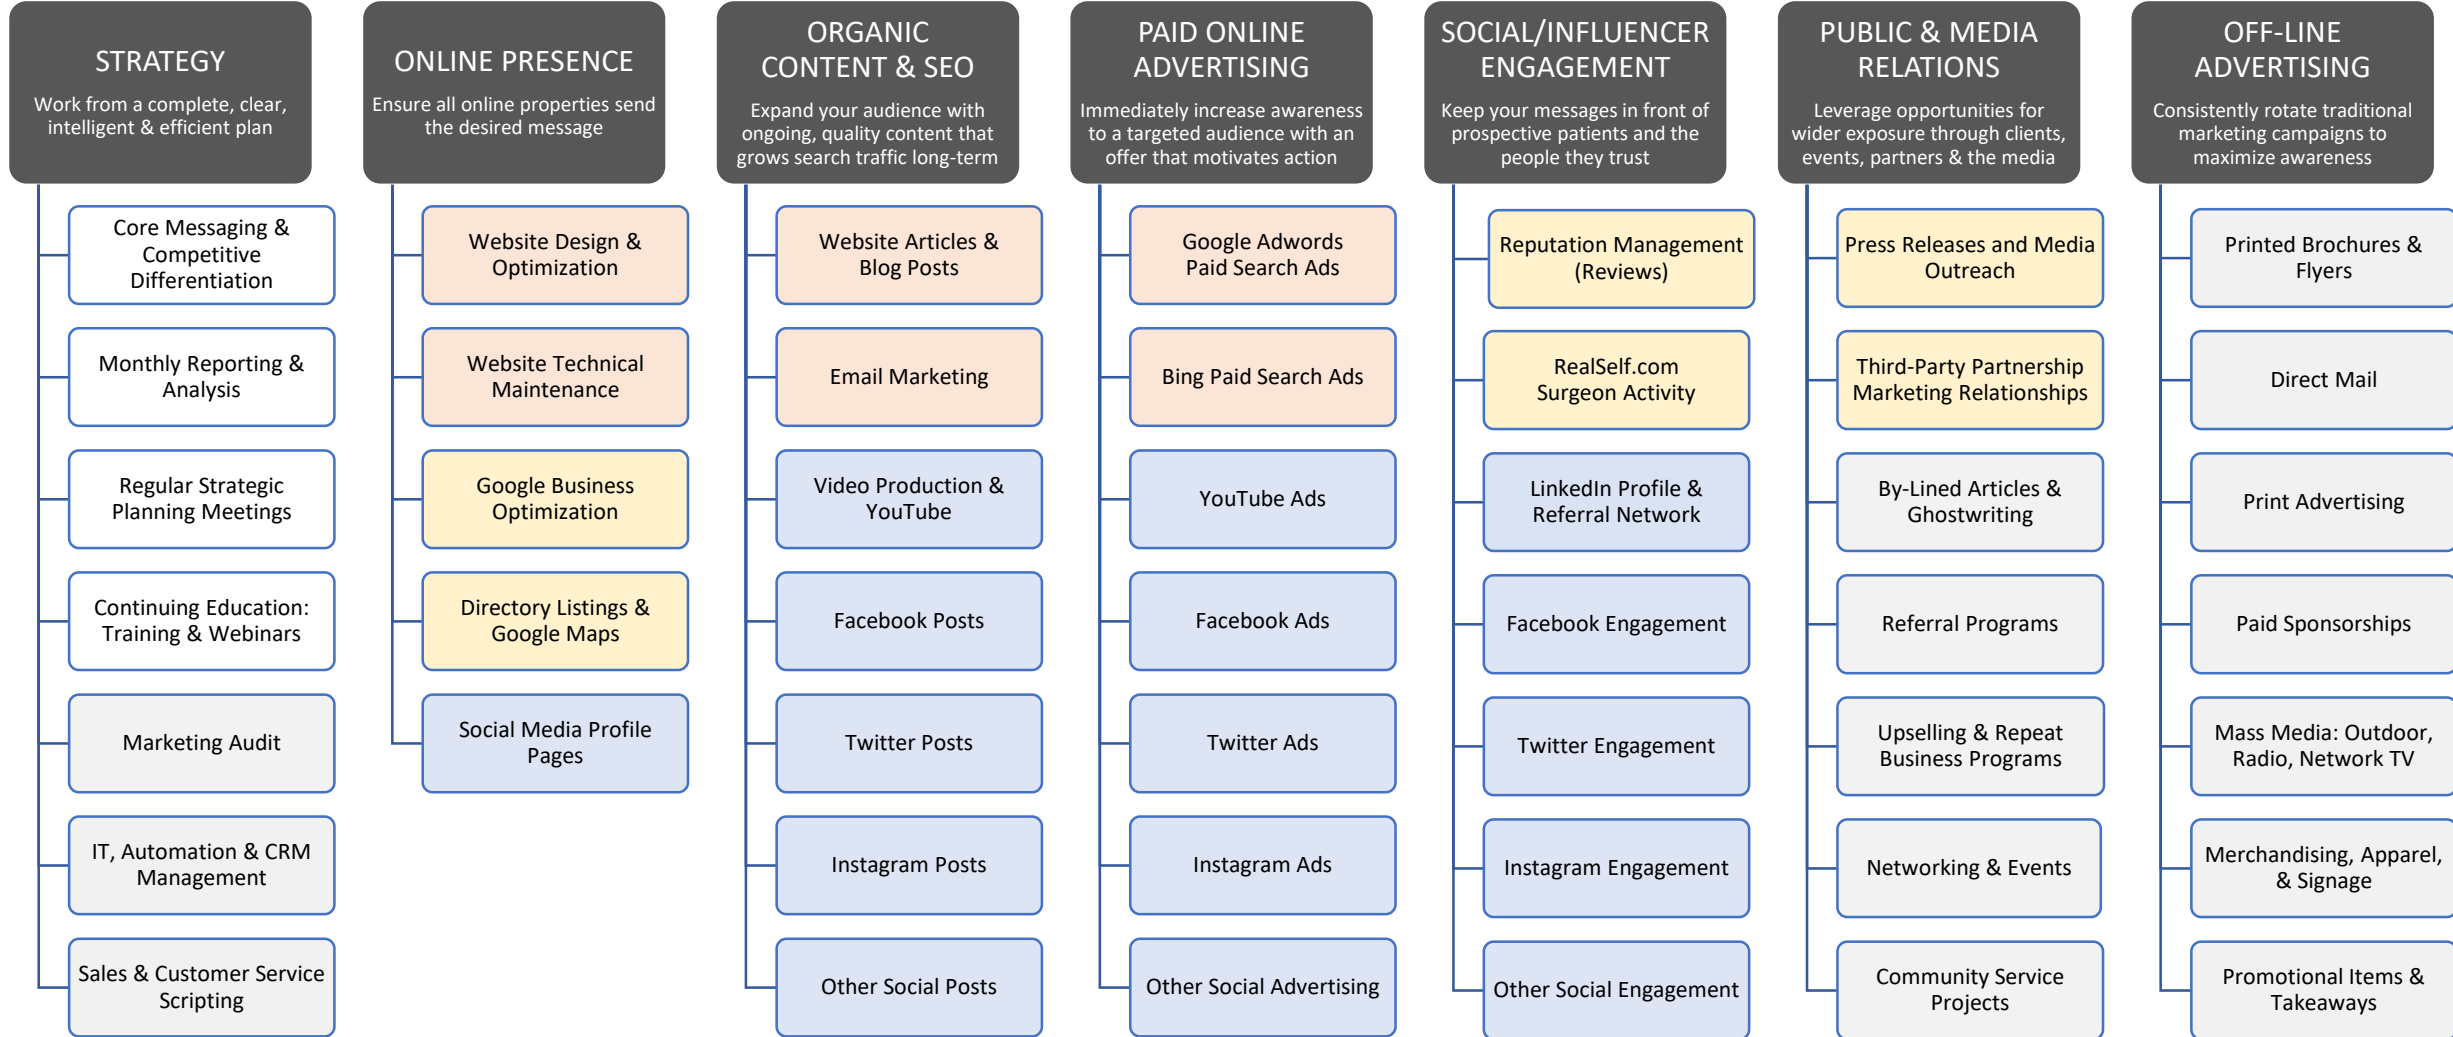 STRATEGY
Work from a complete, clear,
intelligent & efficient plan
Core Messaging &
Competitive
Differentiation
Monthly Reporting &
Analysis
Regular Strategic
Planning Meetings
Continuing Education:
Training & Webinars
Marketing Audit
IT, Automation & CRM
Management
Sales & Customer Service
Scripting
ONLINE PRESENCE
Ensure all online properties send
the desired message
Website Design &
Optimization
Website Technical
Maintenance
Google Business
Optimization
Directory Listings &
Google Maps
Social Media Profile
Pages
ORGANIC
CONTENT & SEO
Expand your audience with
ongoing, quality content that
grows search traffic long-term
Website Articles &
Blog Posts
Email Marketing
Video Production &
YouTube
Facebook Posts
Twitter Posts
Instagram Posts
Other Social Posts
PAID ONLINE
ADVERTISING
Immediately increase awareness
to a targeted audience with an
offer that motivates action
Google Adwords
Paid Search Ads
Bing Paid Search Ads
YouTube Ads
Facebook Ads
Twitter Ads
Instagram Ads
Other Social Advertising
SOCIAL/INFLUENCER
ENGAGEMENT
Keep your messages in front of
prospective patients and the
people they trust
Reputation Management
(Reviews)
RealSelf.com
Surgeon Activity
LinkedIn Profile &
Referral Network
Facebook Engagement
Twitter Engagement
Instagram Engagement
Other Social Engagement
PUBLIC & MEDIA
RELATIONS
Leverage opportunities for
wider exposure through clients,
events, partners & the media
Press Releases and Media
Outreach
Third-Party Partnership
Marketing Relationships
By-Lined Articles &
Ghostwriting
Referral Programs
Upselling & Repeat
Business Programs
Networking & Events
Community Service
Projects
OFF-LINE
ADVERTISING
Consistently rotate traditional
marketing campaigns to
maximize awareness
Printed Brochures &
Flyers
Direct Mail
Print Advertising
Paid Sponsorships
Mass Media: Outdoor,
Radio, Network TV
Merchandising, Apparel,
& Signage
Promotional Items &
Takeaways